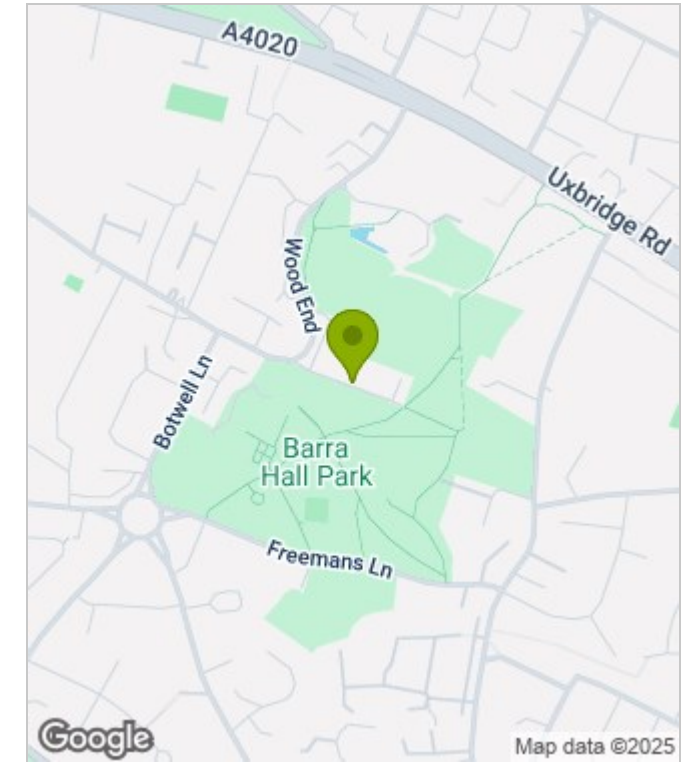 A4020
Uxbridge Rd
Wood End
Botwell Ln
Barra
Hall Park
Freemans Ln
Google
Map data ©2025